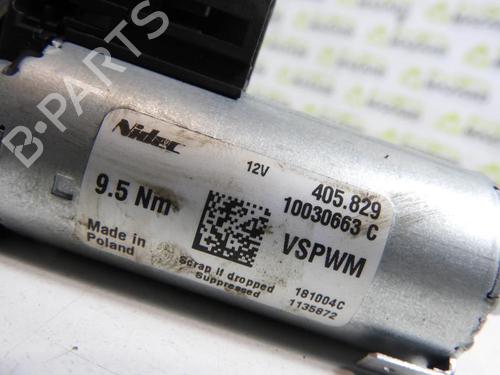 B-PARTS
Nidec
12V
405.829
9.5 Nm
10030663 C
VSPWM
Made in
Poland
Scrap if dropped
Suppressed
181004C
1135872